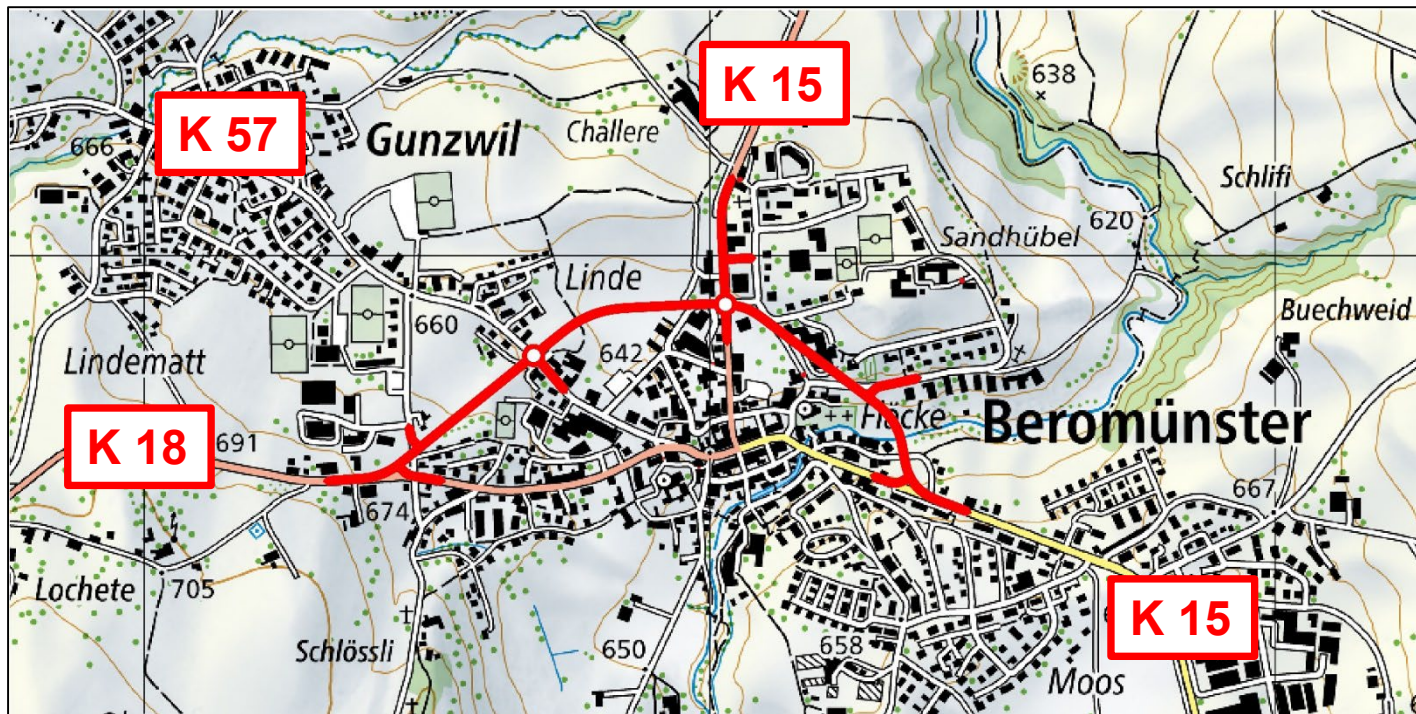 638
K 15
K 57
Challere
666
Gunzwil
Schlifi
620
Sandhübel
Linde
660
Buechweid
642
Lindematt
Fläcke
Beromünster
K 18
691
667
674
Lochete
705
K 15
Schlössli
650
658
Moos